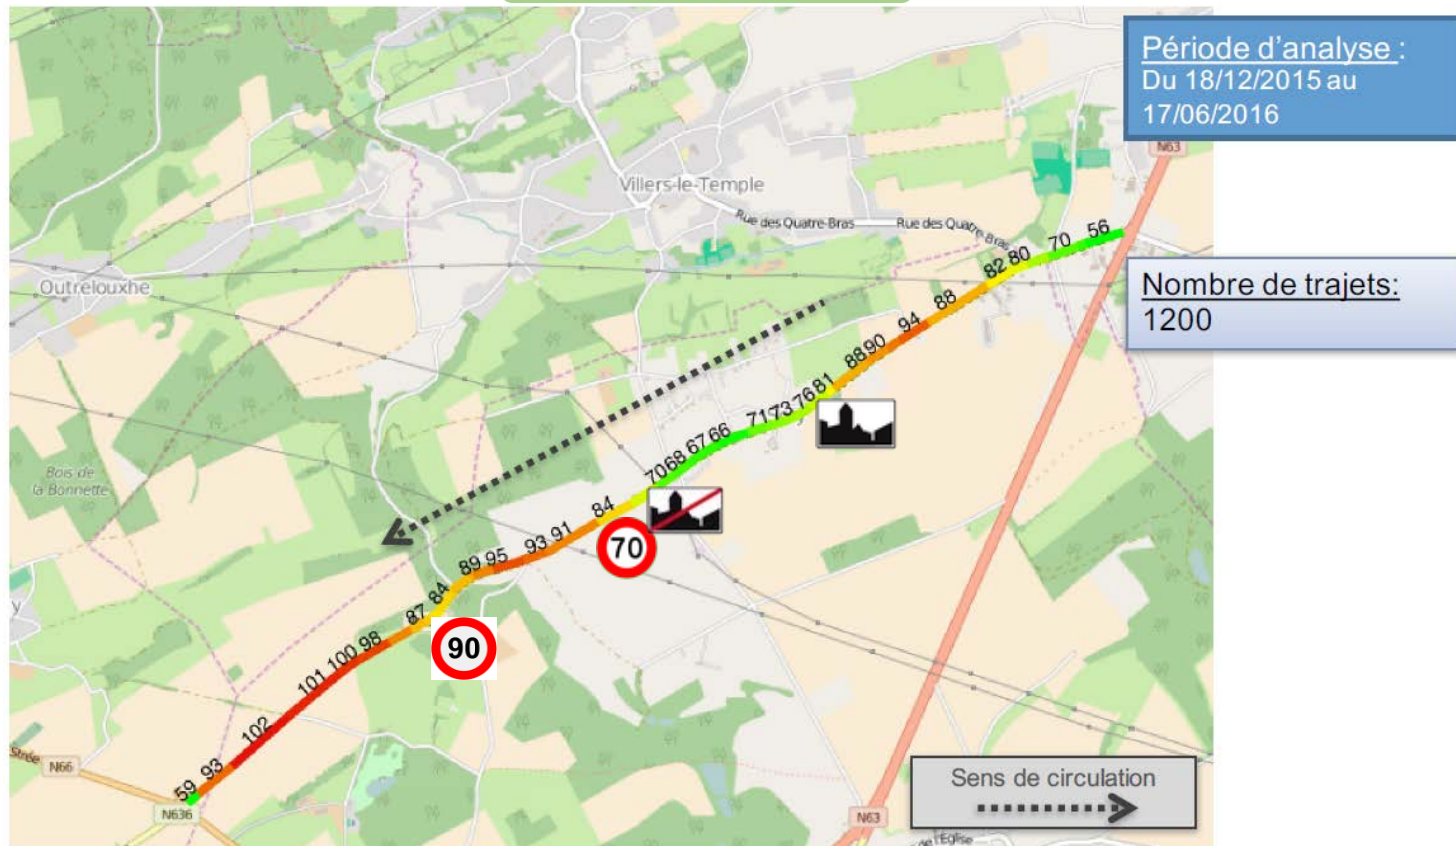 Période d'analyse :
Du 18/12/2015 au
17/06/2016
N63
Villers-le-Temple
Rue des Quatre-Bras
Rue des Quatre-Bras
56
70
80
82
Outrelouxhe
Nombre de trajets:
1200
88
94
90
88
81
76
73
71
66
67
68
70
Bois de
la Bonnette
84
70
91
93
95
89
84
87
y
90
98
100
101
102
93
59
Strée
N66
N636
Sens de circulation
N63
de l'Eglise